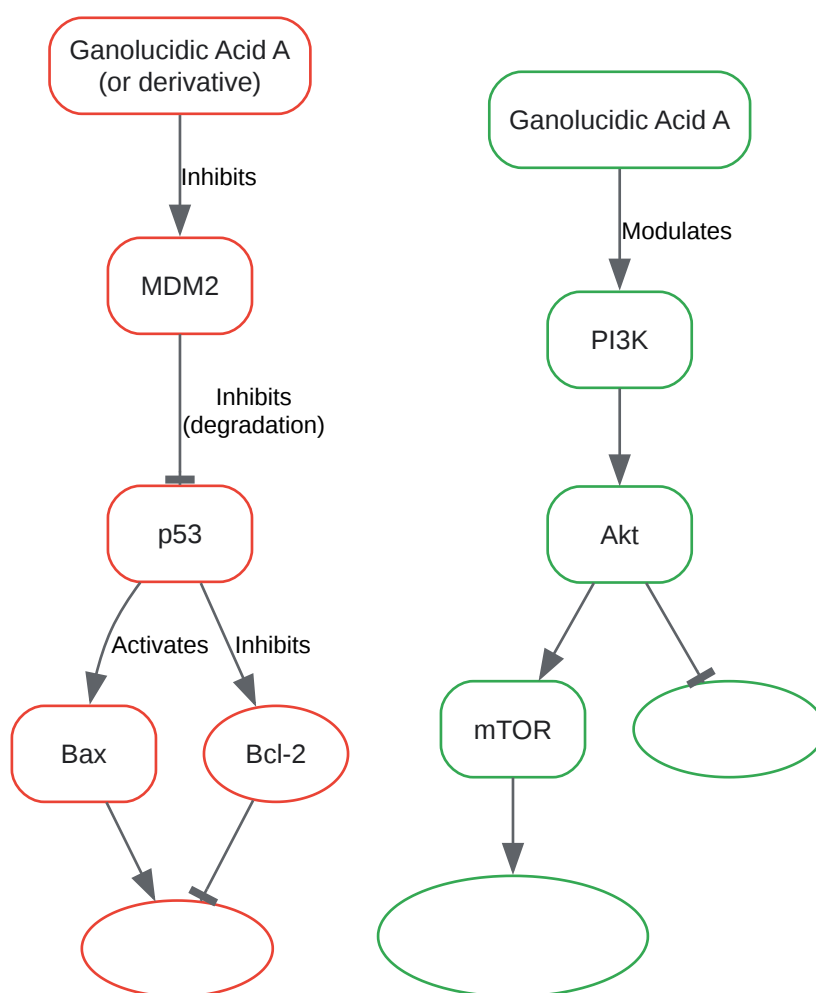 Ganolucidic Acid A
(or derivative)
Inhibits
MDM2
Inhibits
(degradation)
p53
Activates
Inhibits
Bax
Bcl-2
Ganolucidic Acid A
Modulates
PI3K
Akt
mTOR